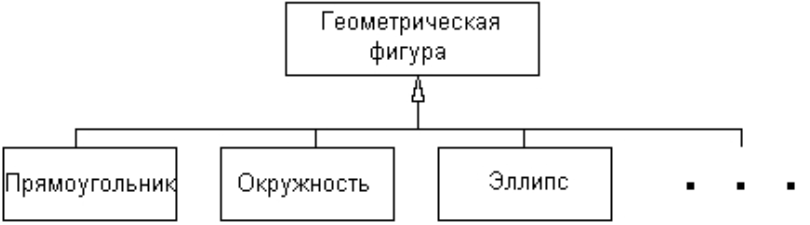 Геометрическая
фигура
Прямоугольник
Окружность
Эллипс
. . .